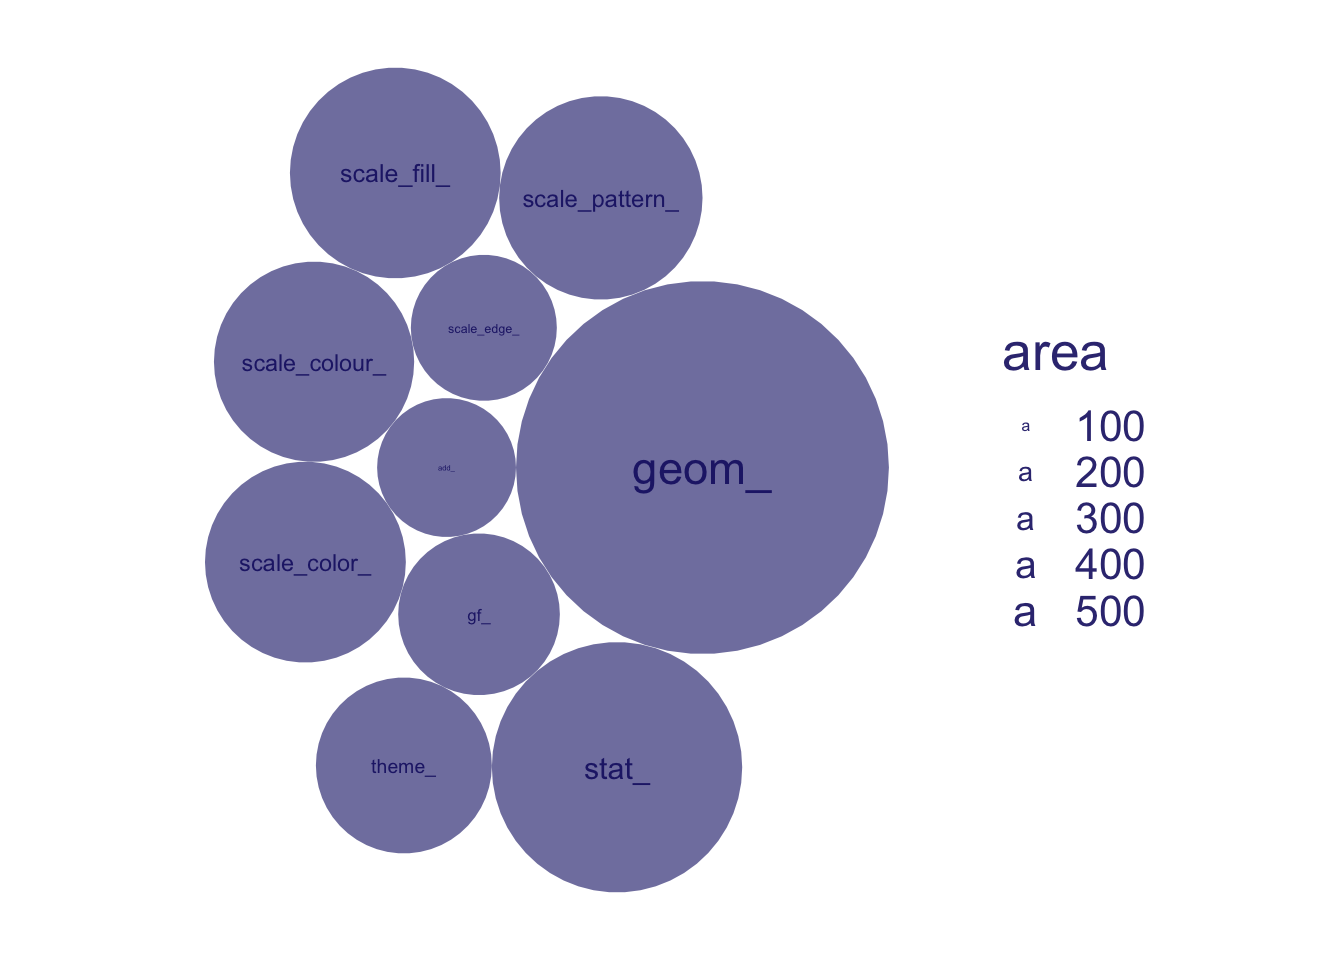 scale_fill_
scale_pattern_
scale_edge_
scale_colour_
add_
geom_
scale_color_
gf_
theme_
stat_
area
a 100
a 200
a 300
a 400
a 500